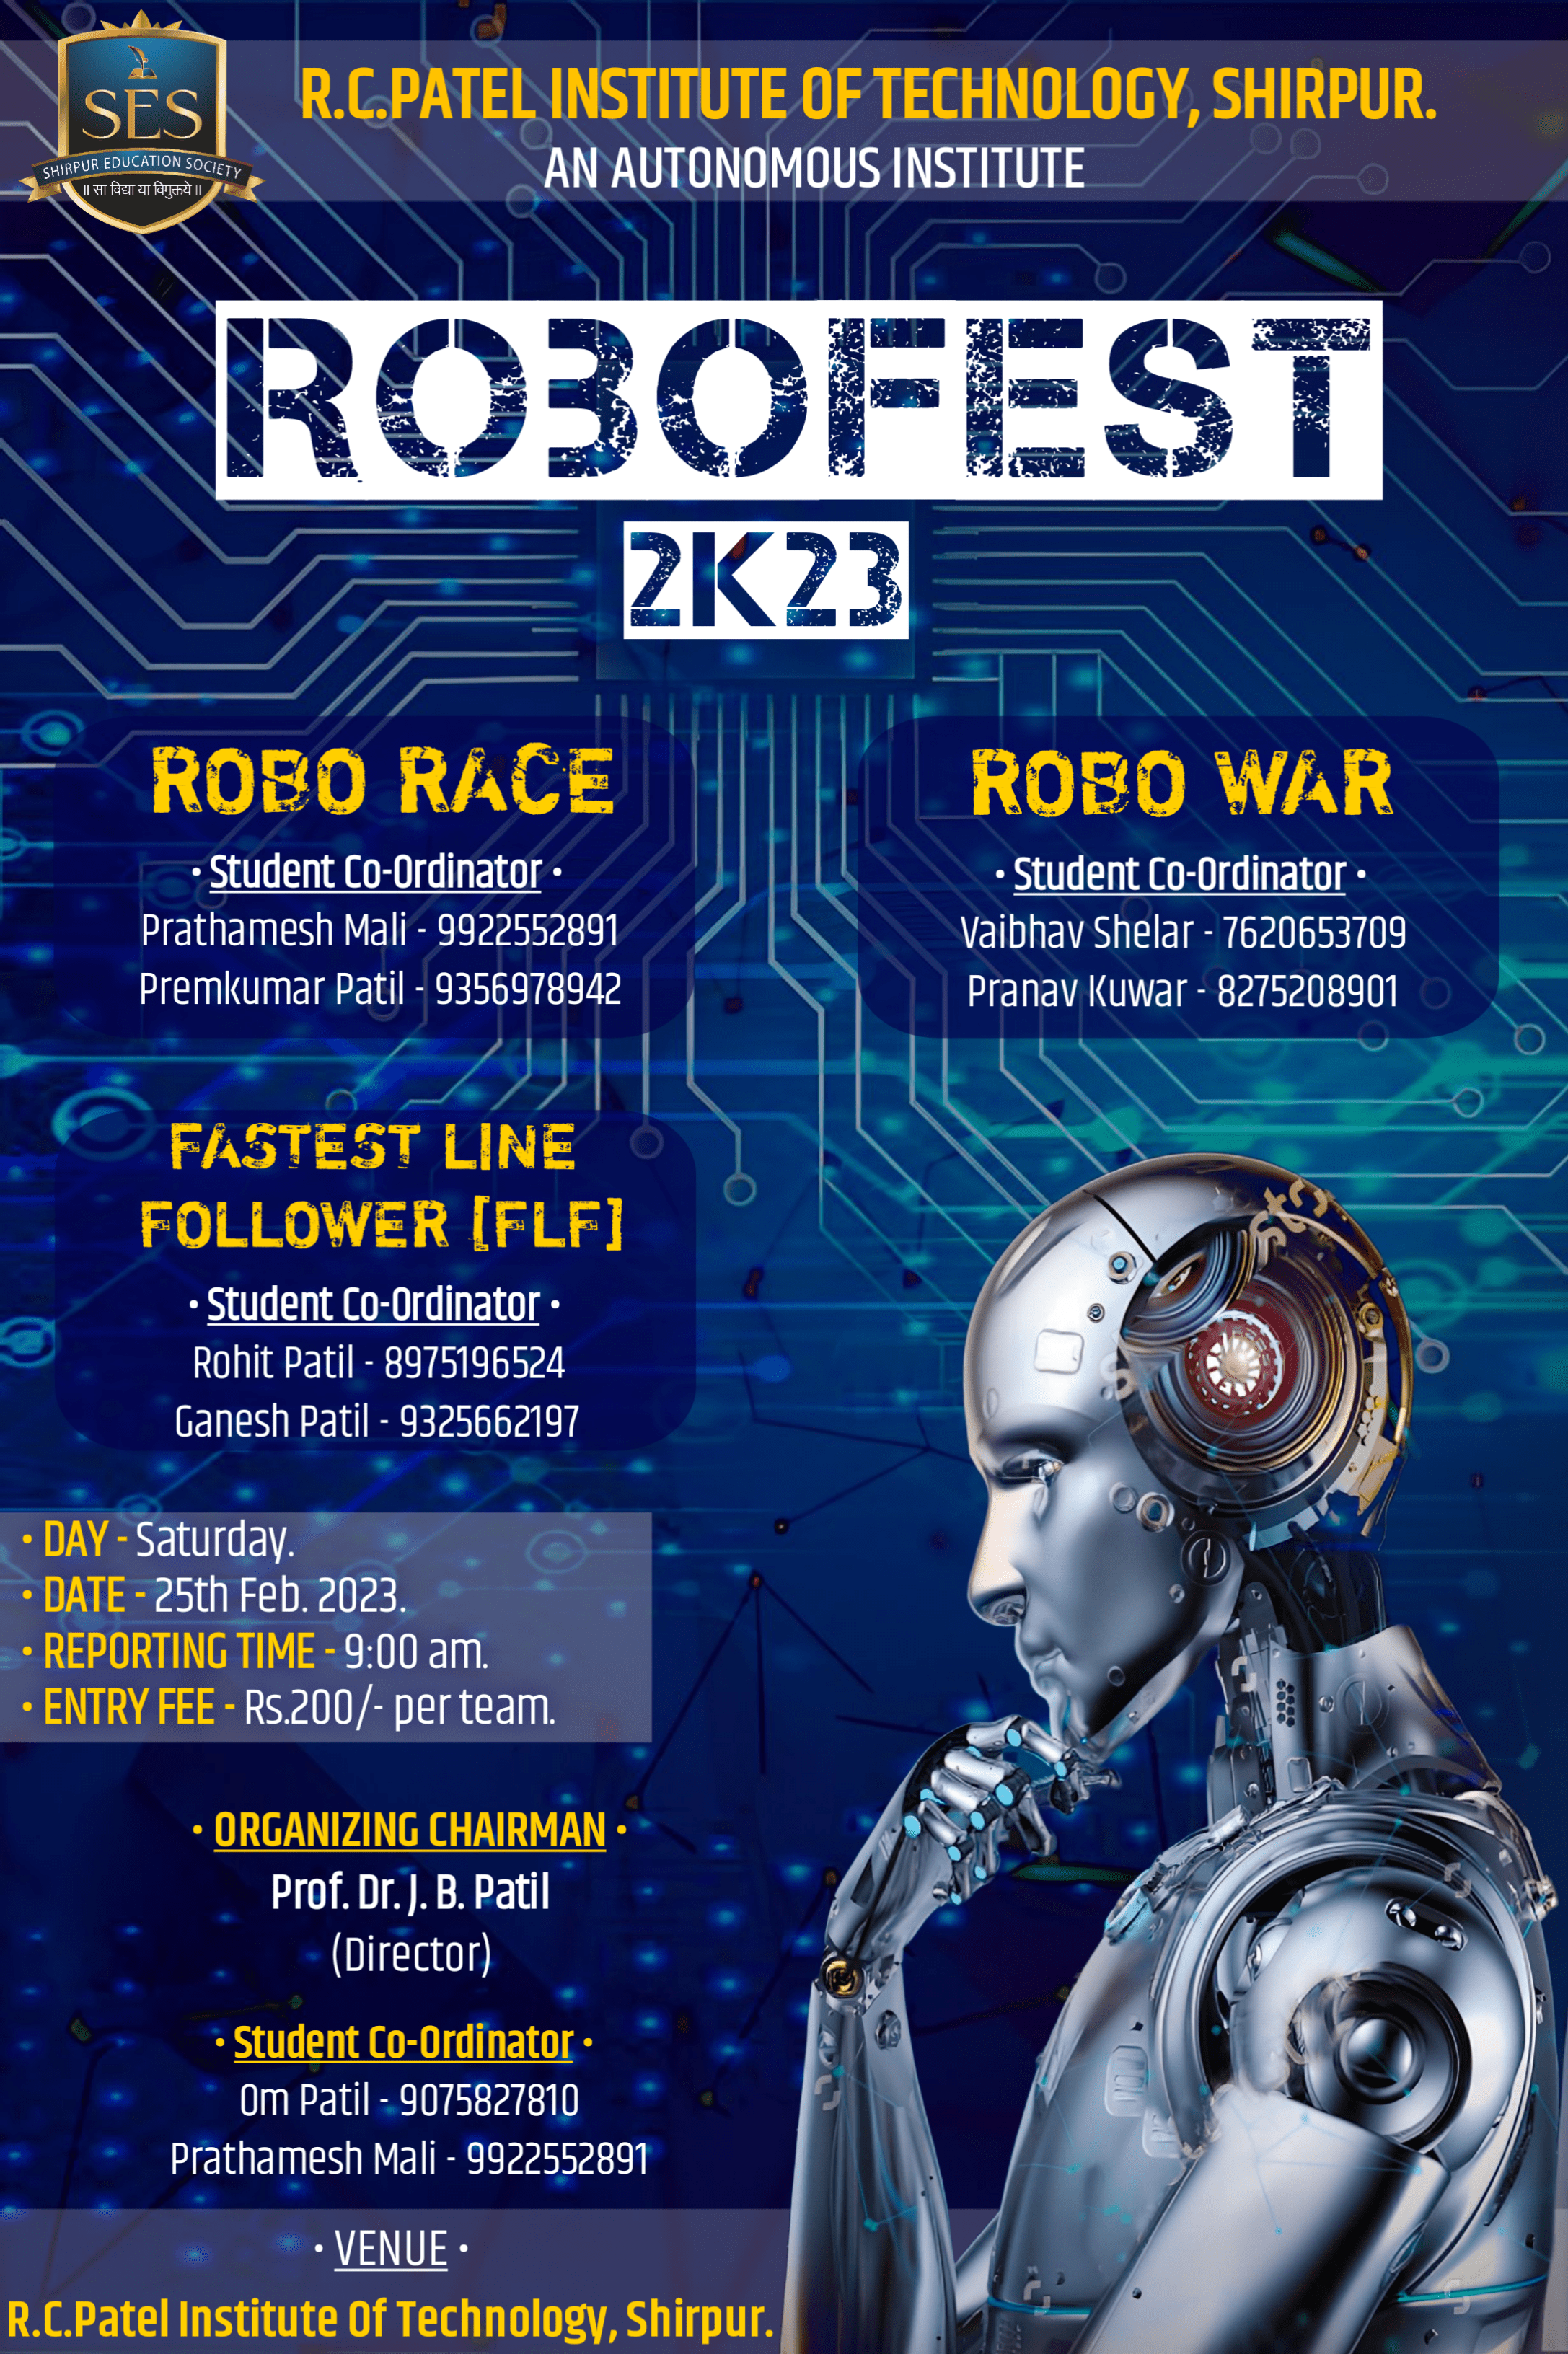 SES
SHIRPUR EDUCATION SOCIETY
॥ सा विद्या या विमुक्तये ॥
R.C.PATEL INSTITUTE OF TECHNOLOGY, SHIRPUR.
AN AUTONOMOUS INSTITUTE
ROBOFEST
2K23
ROBO RACE
• Student Co-Ordinator •
Prathamesh Mali - 9922552891
Premkumar Patil - 9356978942
ROBO WAR
• Student Co-Ordinator •
Vaibhav Shelar - 7620653709
Pranav Kuwar - 8275208901
FASTEST LINE
FOLLOWER [FLF]
• Student Co-Ordinator •
Rohit Patil - 8975196524
Ganesh Patil - 9325662197
• DAY - Saturday.
• DATE - 25th Feb. 2023.
• REPORTING TIME - 9:00 am.
• ENTRY FEE - Rs.200/- per team.
• ORGANIZING CHAIRMAN •
Prof. Dr. J. B. Patil
(Director)
• Student Co-Ordinator •
Om Patil - 9075827810
Prathamesh Mali - 9922552891
• VENUE •
R.C.Patel Institute Of Technology, Shirpur.